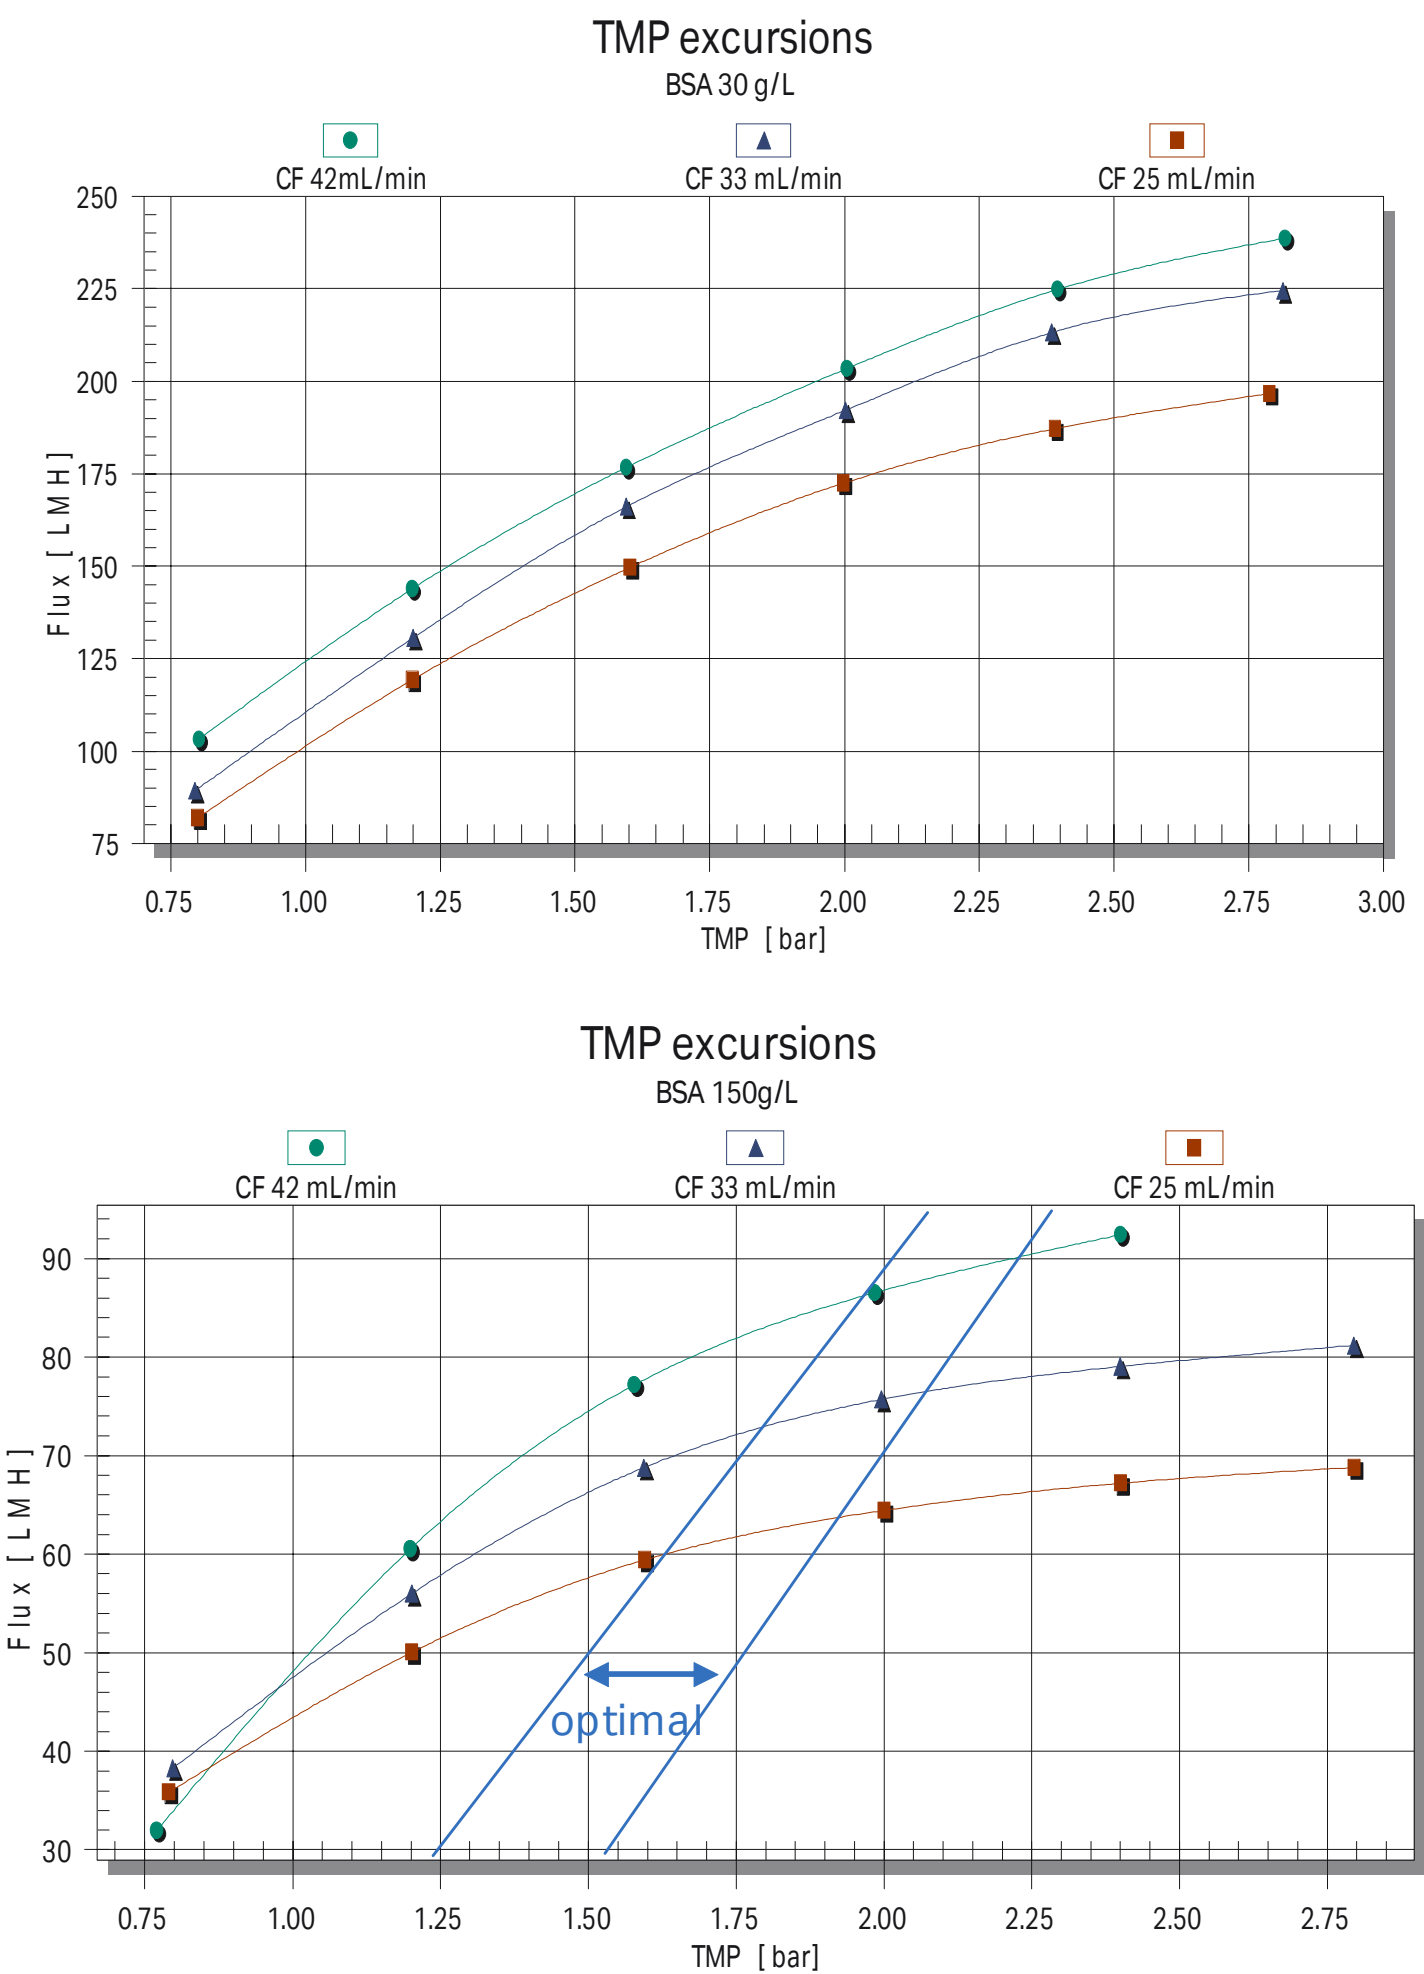 TMP excursions
BSA 30 g/L
CF 42mL/min CF 33 mL/min CF 25 mL/min
250
225
200
175
150
125
100
75
Flux [LMH]
0.75 1.00 1.25 1.50 1.75 2.00 2.25 2.50 2.75 3.00
TMP [bar]
TMP excursions
BSA 150g/L
CF 42 mL/min CF 33 mL/min CF 25 mL/min
90
80
70
60
50
40
30
Flux [LMH]
optimal
0.75 1.00 1.25 1.50 1.75 2.00 2.25 2.50 2.75
TMP [bar]